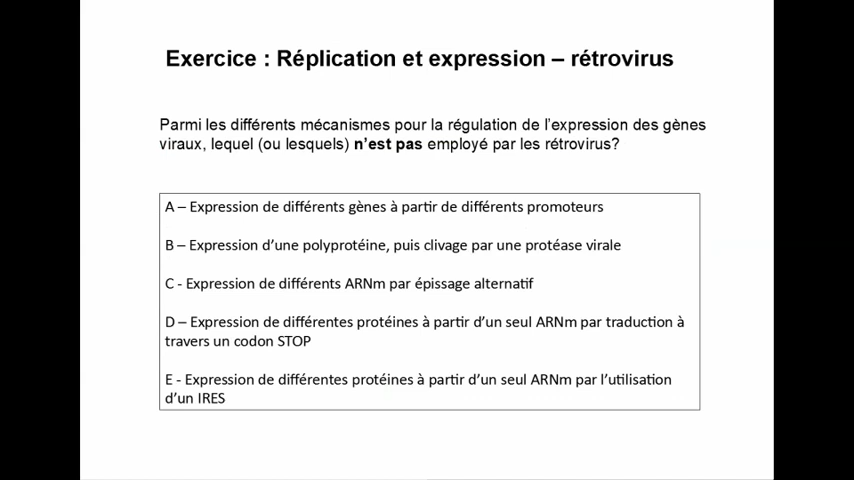 Exercice : Réplication et expression – rétrovirus
Parmi les différents mécanismes pour la régulation de l’expression des gènes
viraux, lequel (ou lesquels) n’est pas employé par les rétrovirus?
A – Expression de différents gènes à partir de différents promoteurs
B – Expression d’une polyprotéine, puis clivage par une protéase virale
C - Expression de différents ARNm par épissage alternatif
D – Expression de différentes protéines à partir d’un seul ARNm par traduction à
travers un codon STOP
E - Expression de différentes protéines à partir d’un seul ARNm par l’utilisation
d’un IRES